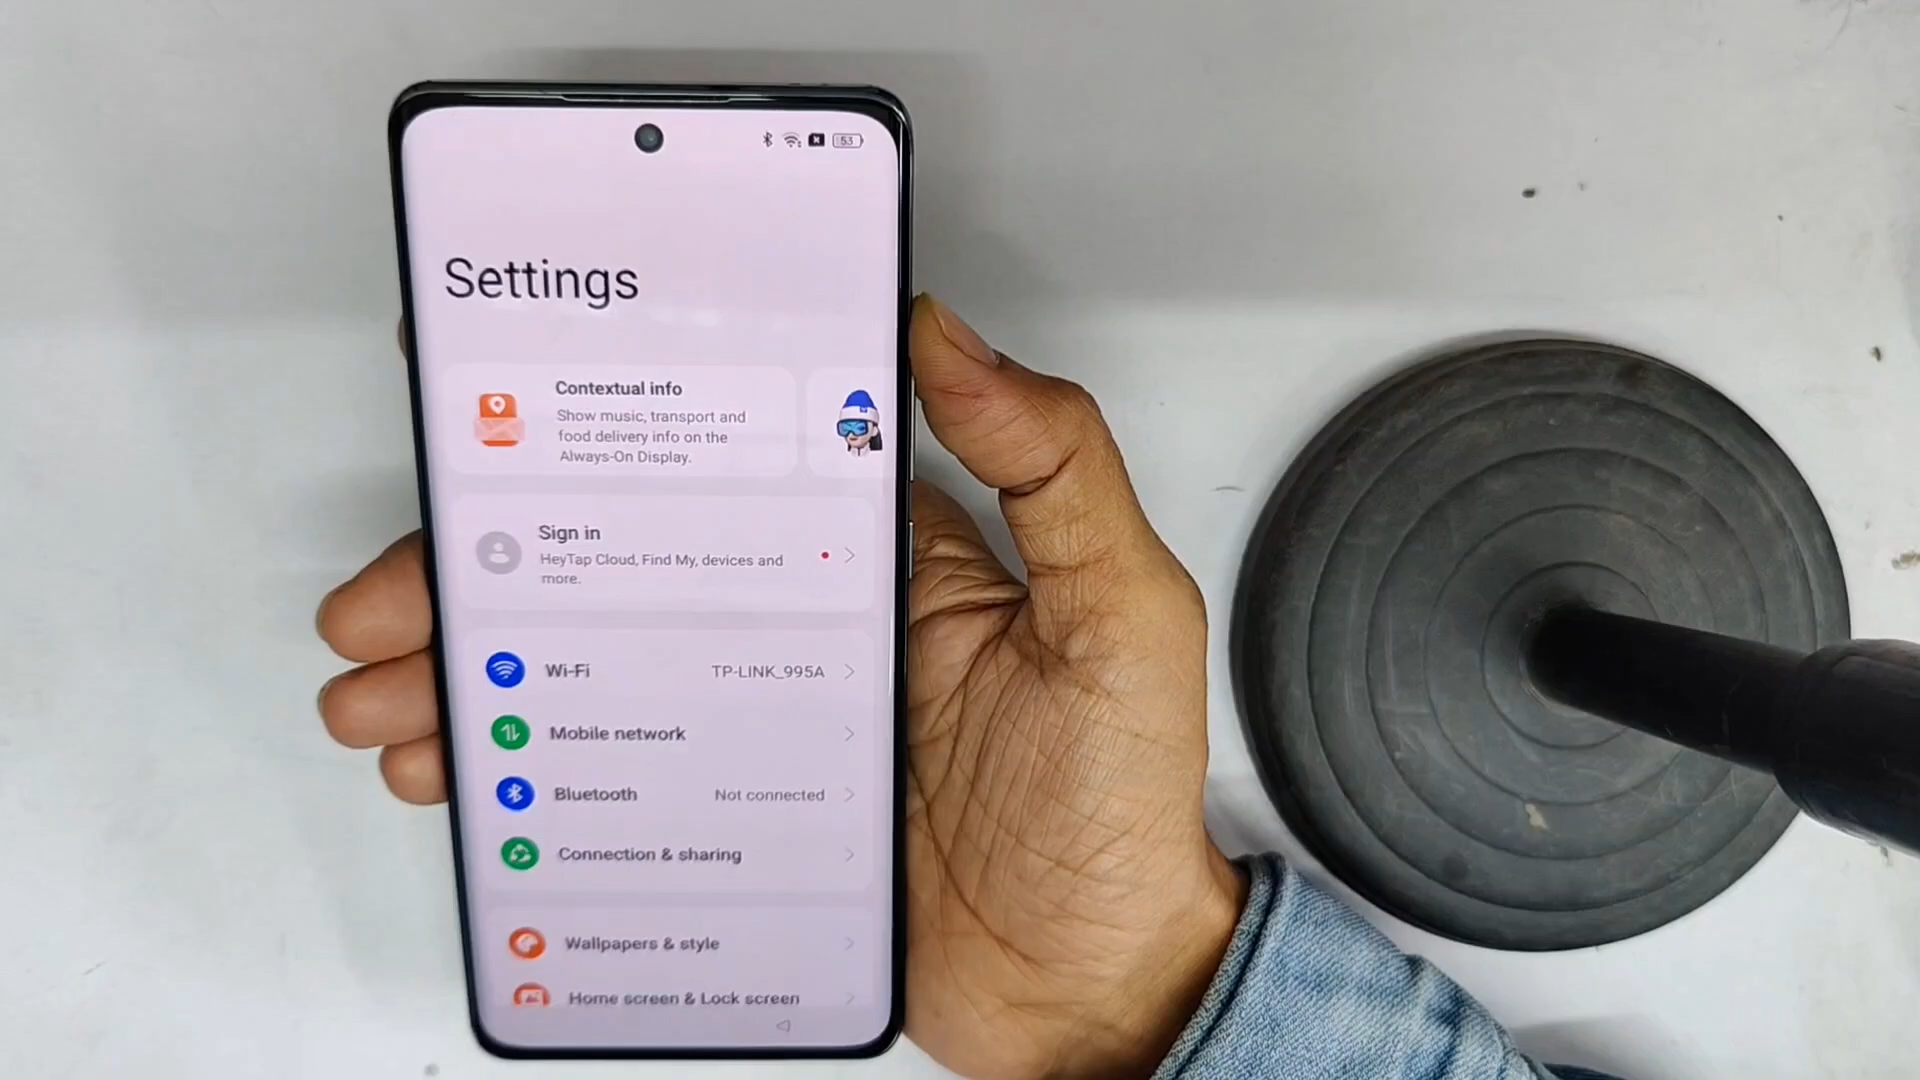 53
Settings
Contextual info
Show music, transport and
food delivery info on the
Always-On Display.
Sign in
HeyTap Cloud, Find My, devices and
more.
Wi-Fi TP-LINK_995A
Mobile network
Bluetooth Not connected
Connection & sharing
Wallpapers & style
Home screen & Lock screen